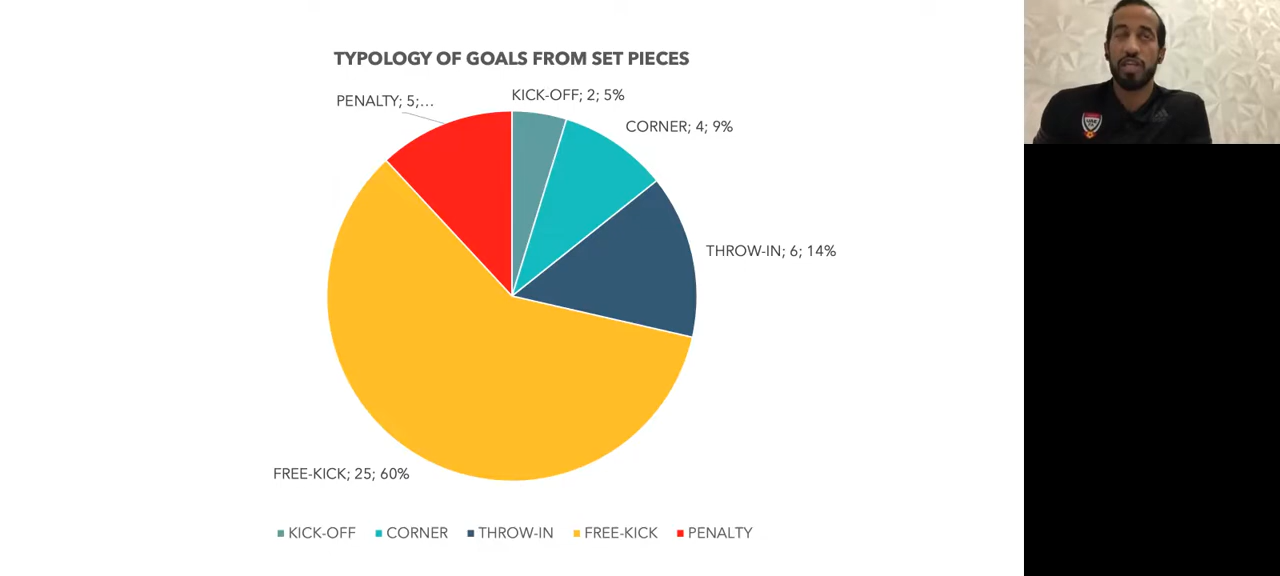 TYPOLOGY OF GOALS FROM SET PIECES
PENALTY; 5;...
KICK-OFF; 2; 5%
CORNER; 4; 9%
THROW-IN; 6; 14%
FREE-KICK; 25; 60%
KICK-OFF CORNER THROW-IN FREE-KICK PENALTY